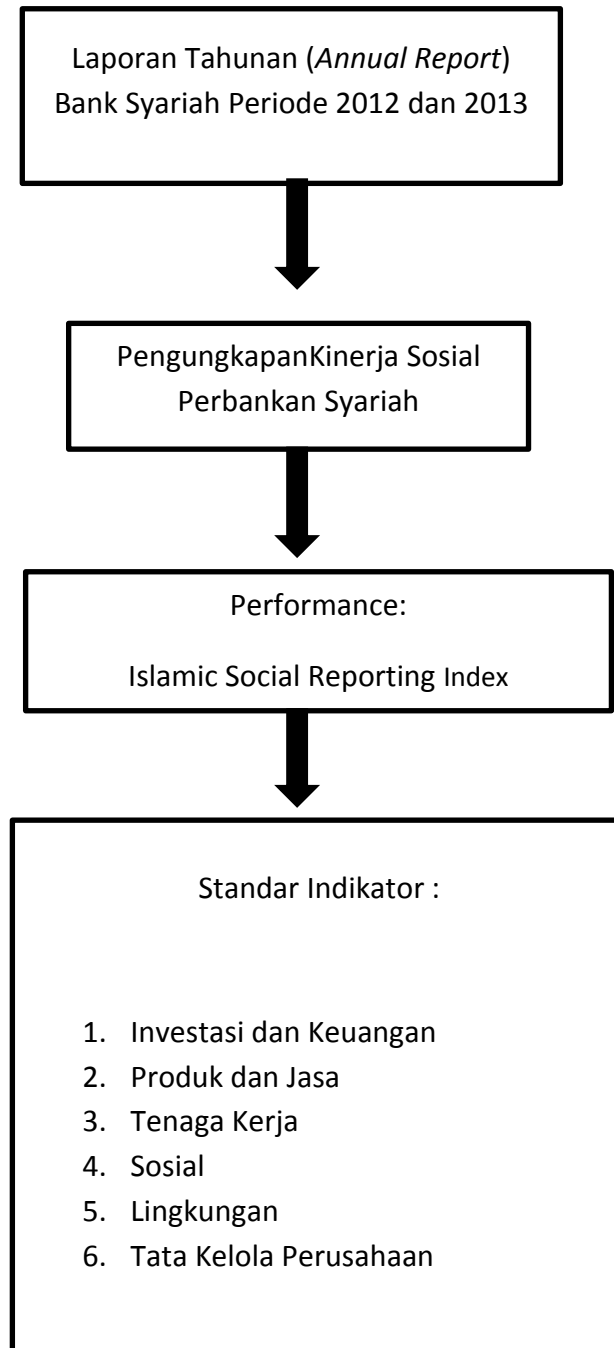 Laporan Tahunan (Annual Report)
Bank Syariah Periode 2012 dan 2013
PengungkapanKinerja Sosial
Perbankan Syariah
Performance:
Islamic Social Reporting Index
Standar Indikator :
1. Investasi dan Keuangan
2. Produk dan Jasa
3. Tenaga Kerja
4. Sosial
5. Lingkungan
6. Tata Kelola Perusahaan